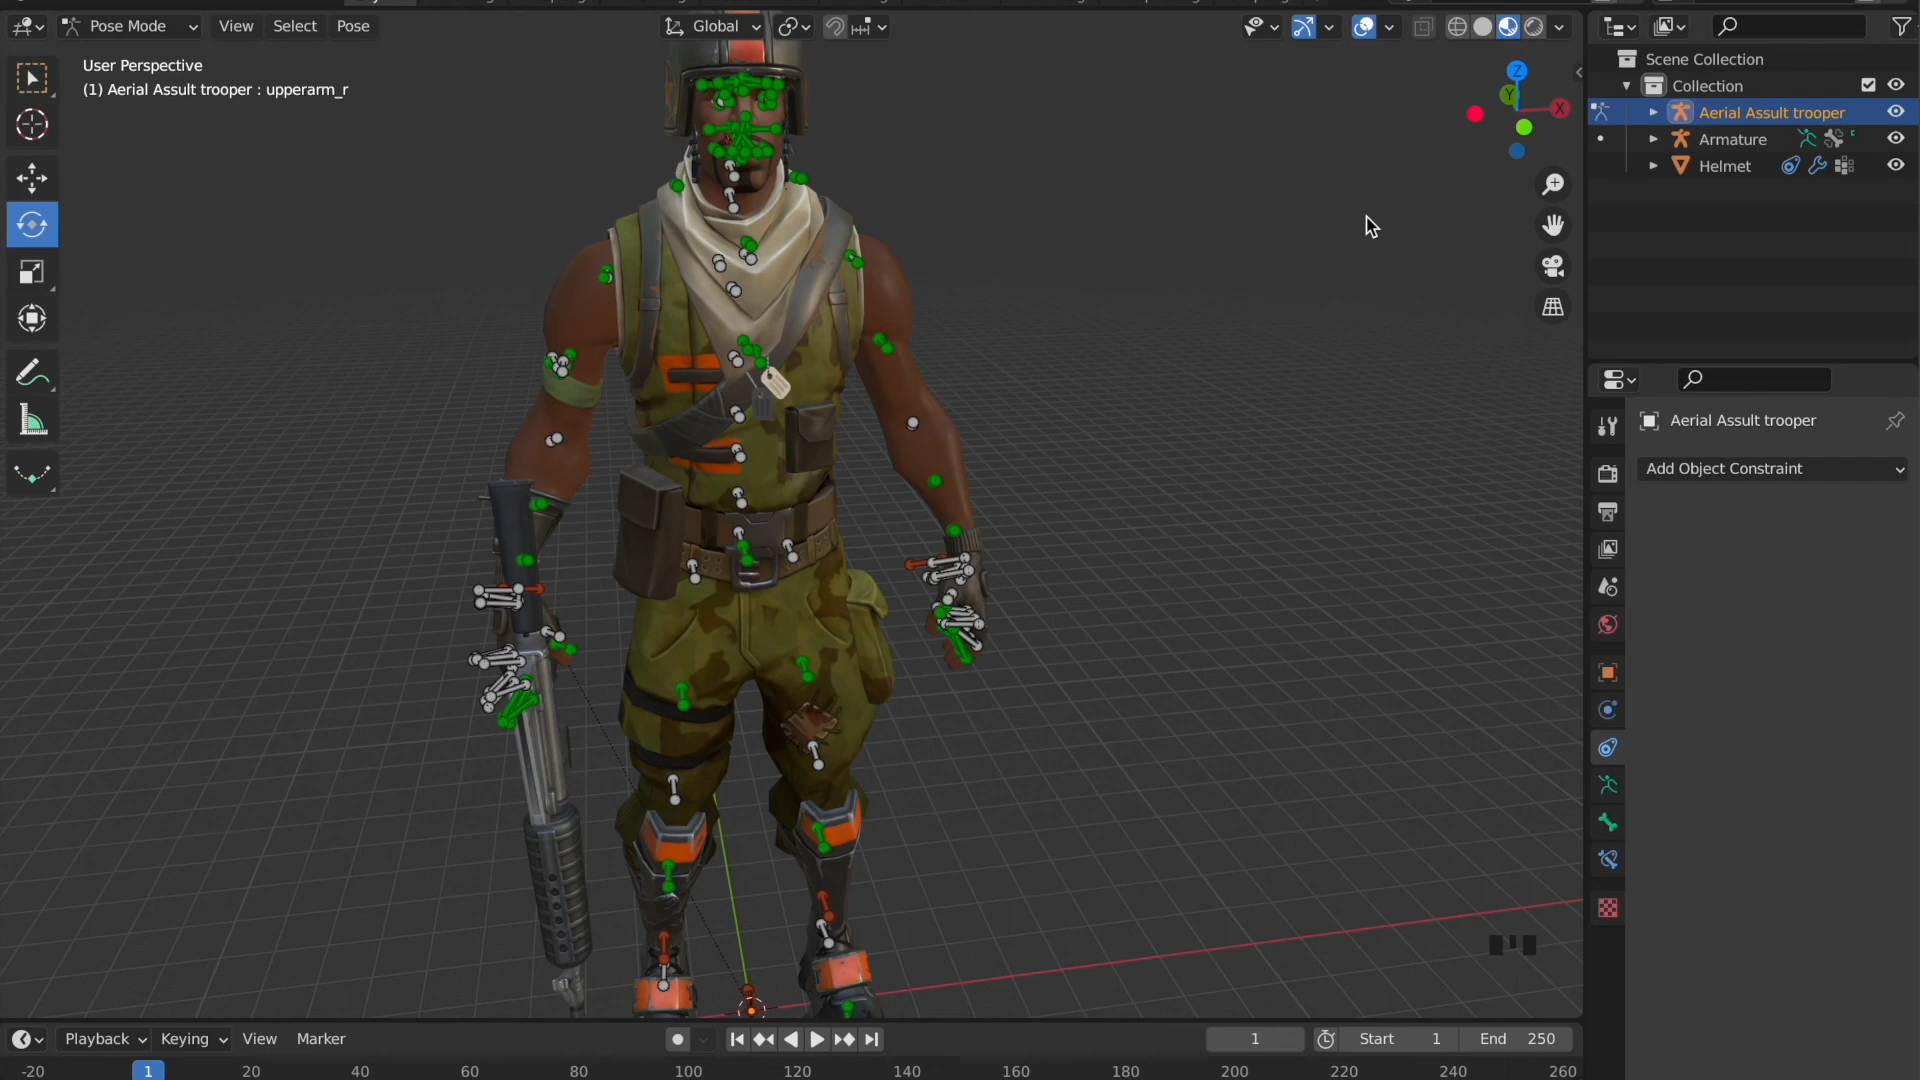 Pose Mode View Select Pose Global
User Perspective
(1) Aerial Assult trooper : upperarm_r
Z
Y
X
Scene Collection
Collection
Aerial Assult trooper
Armature
Helmet
Aerial Assult trooper
Add Object Constraint
Playback Keying View Marker 1 Start 1 End 250
-20 1 20 40 60 80 100 120 140 160 180 200 220 240 260